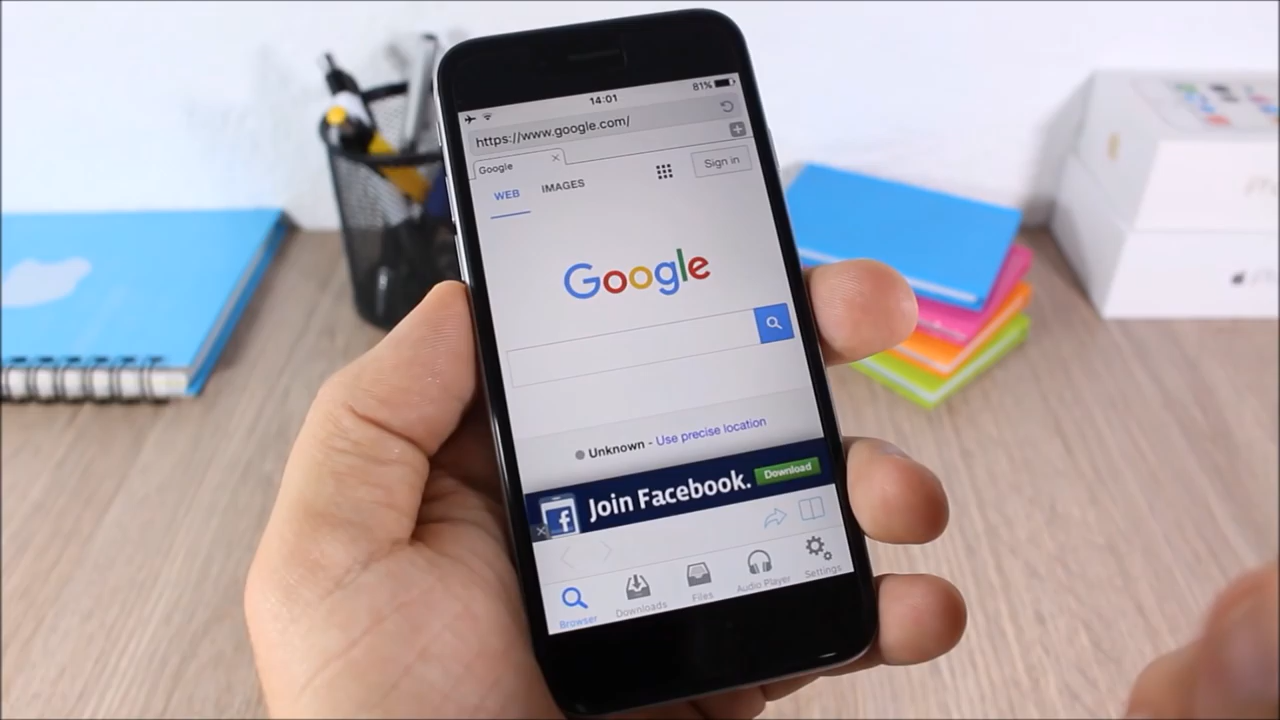 14:01
81%
https://www.google.com/
Google
WEB IMAGES
Sign in
Google
Unknown - Use precise location
Join Facebook.
Download
Browser
Downloads
Files
Audio Player
Settings